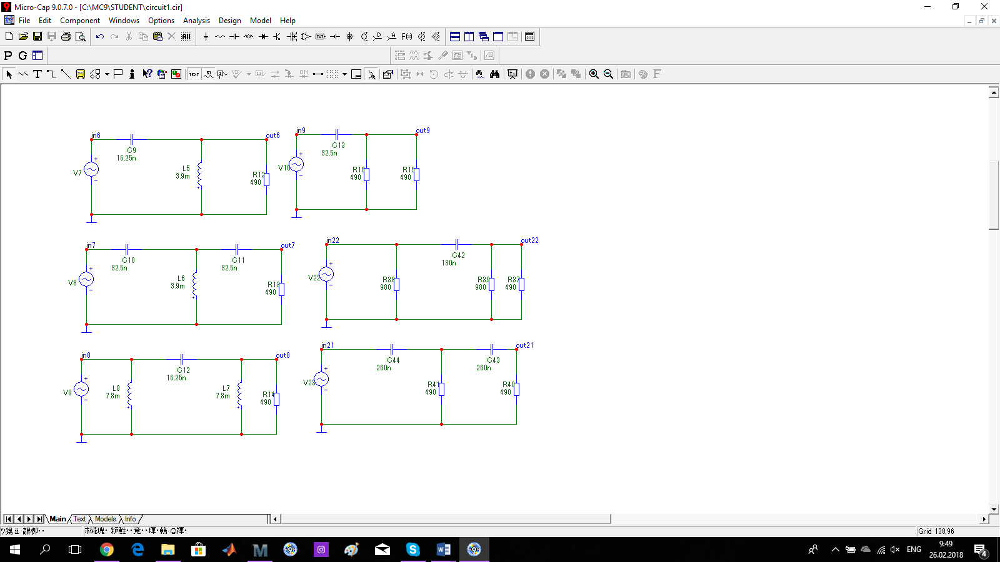 Micro-Cap 9.0.7.0 - [C:\MC9\STUDENT\circuit1.cir]
File Edit Component Windows Options Analysis Design Model Help
P G
in6
out6
C9
16.25n
V7
L5
3.9m
R12
490
in9
out9
C13
32.5n
V10
R16
490
R15
490
in7
out7
C10
32.5n
C11
32.5n
V8
L6
3.9m
R13
490
in22
out22
C42
130n
V22
R38
980
R39
980
R37
490
in8
out8
C12
16.25n
V9
L8
7.8m
L7
7.8m
R14
490
in21
out21
C44
260n
C43
260n
V23
R41
490
R40
490
Main Text Models Info
Grid 138,96
ENG
9:49
26.02.2018
4